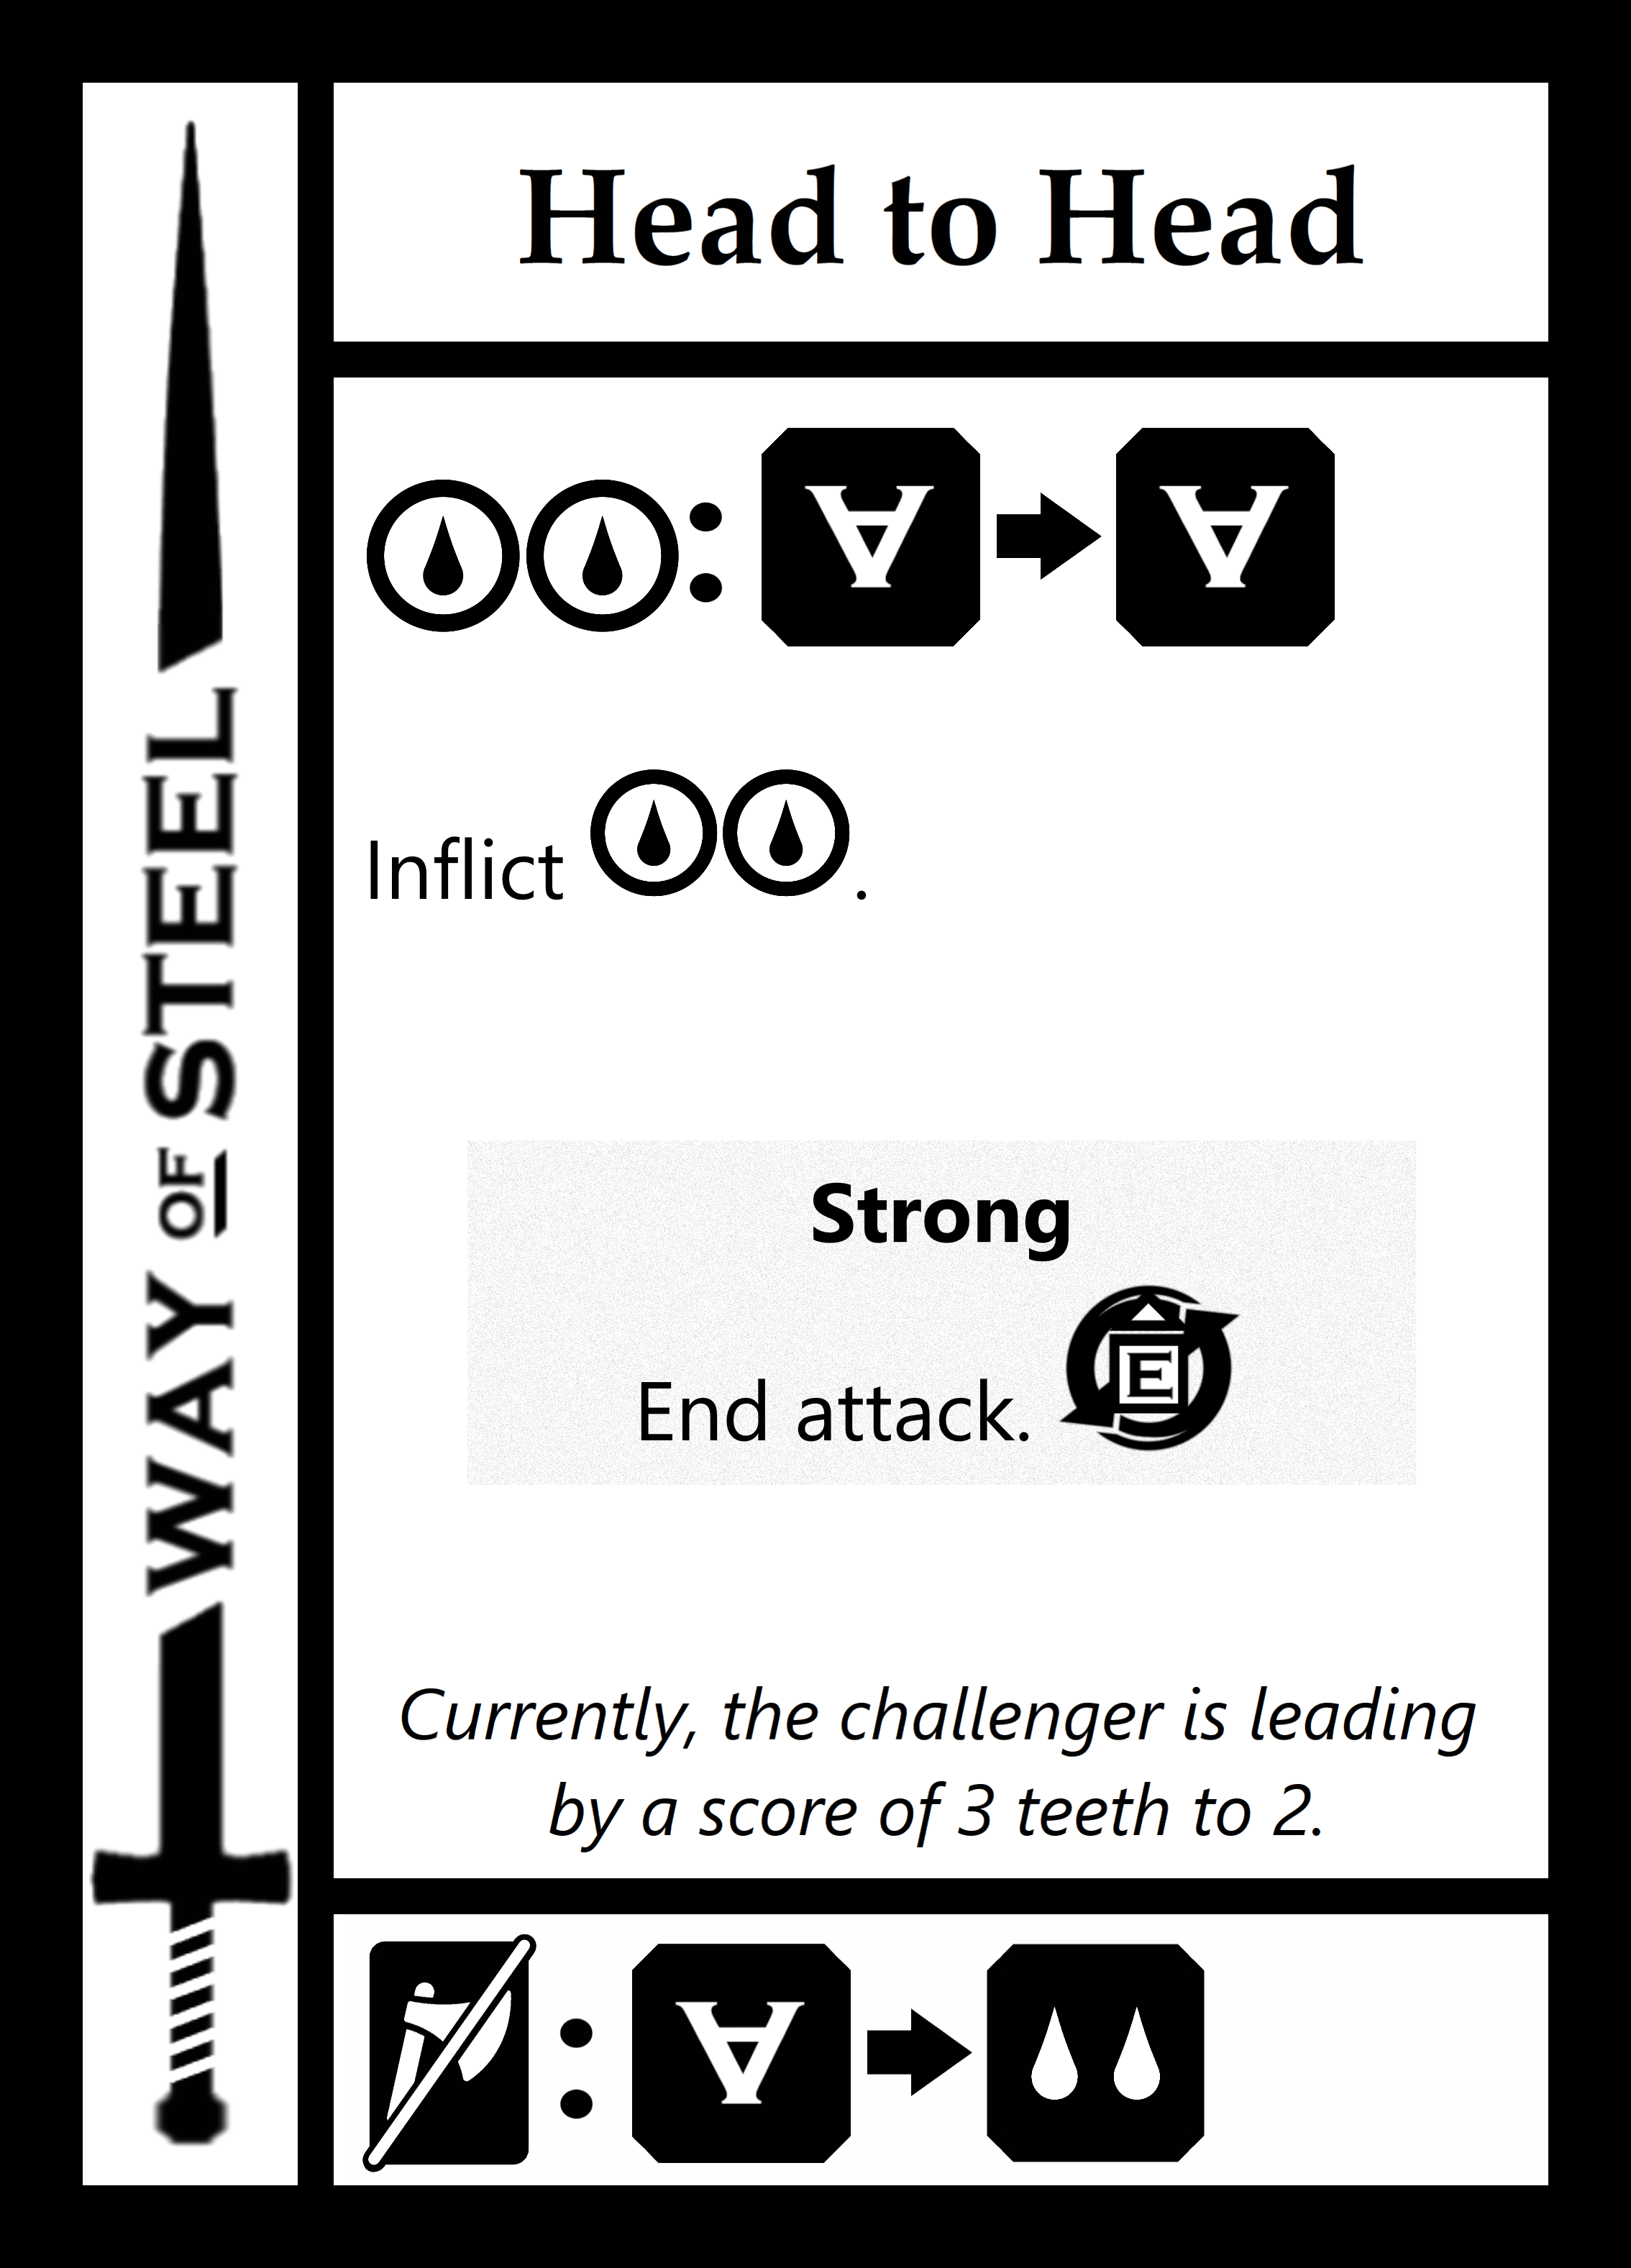 WAY OF STEEL
Head to Head
: Ɐ Ɐ
Inflict .
Strong
End attack. E
Currently, the challenger is leading
by a score of 3 teeth to 2.
: Ɐ